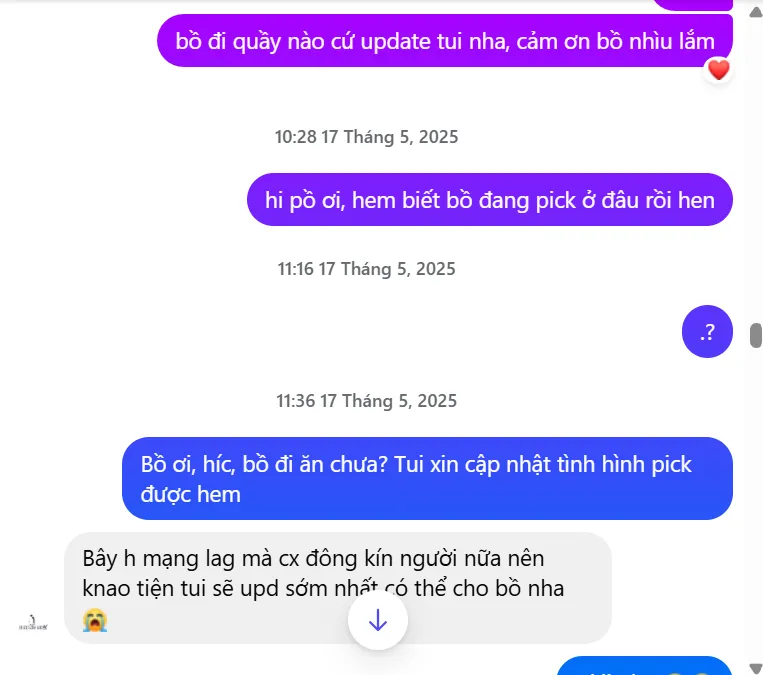 bồ đi quầy nào cứ update tui nha, cảm ơn bồ nhìu lắm
10:28 17 Tháng 5, 2025
hi pồ ơi, hem biết bồ đang pick ở đâu rồi hen
11:16 17 Tháng 5, 2025
.?
11:36 17 Tháng 5, 2025
Bồ ơi, híc, bồ đi ăn chưa? Tui xin cập nhật tình hình pick
được hem
Bây h mạng lag mà cx đông kín người nữa nên
knao tiện tui sẽ upd sớm nhất có thể cho bồ nha
😭